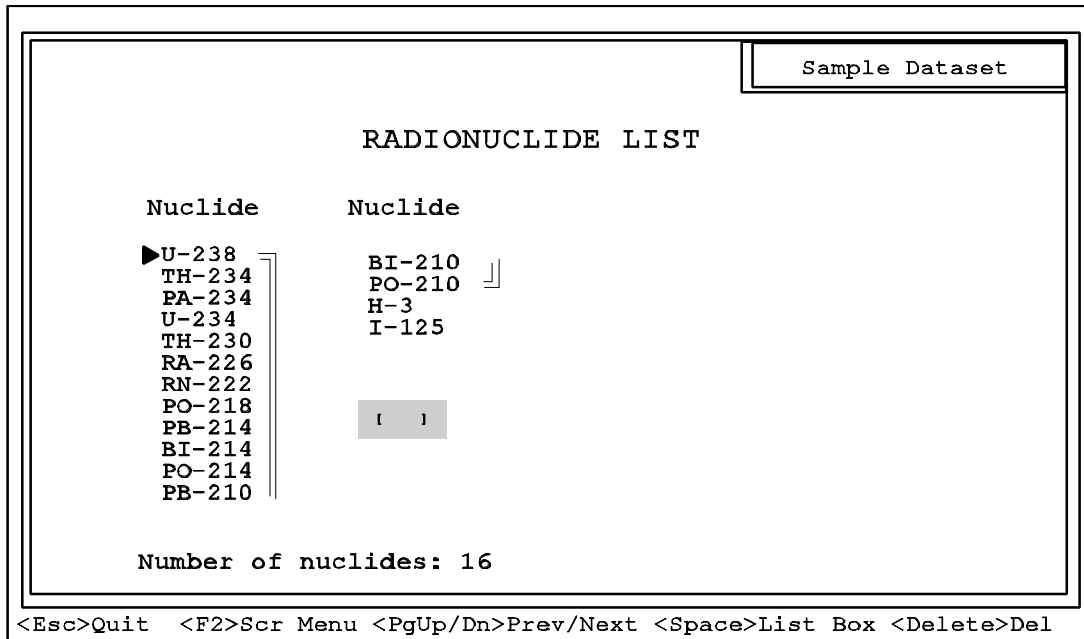 Sample Dataset
RADIONUCLIDE LIST
Nuclide Nuclide
U-238
TH-234
PA-234
U-234
TH-230
RA-226
RN-222
PO-218
PB-214
BI-214
PO-214
PB-210
BI-210
PO-210
H-3
I-125
[ ]
Number of nuclides: 16
<Esc>Quit <F2>Scr Menu <PgUp/Dn>Prev/Next <Space>List Box <Delete>Del